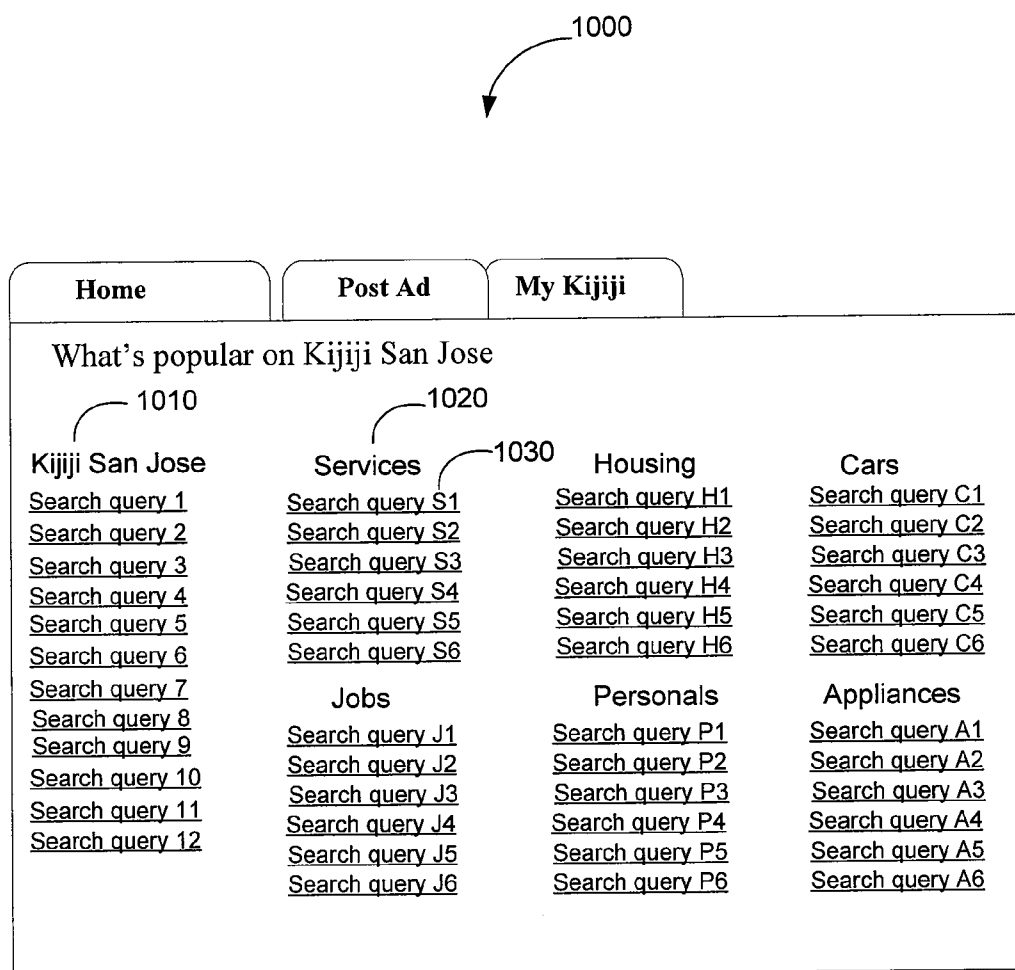 1000
Home Post Ad My Kijiji
What's popular on Kijiji San Jose
1010
1020
1030
Kijiji San Jose
Search query 1
Search query 2
Search query 3
Search query 4
Search query 5
Search query 6
Search query 7
Search query 8
Search query 9
Search query 10
Search query 11
Search query 12
Services
Search query S1
Search query S2
Search query S3
Search query S4
Search query S5
Search query S6
Housing
Search query H1
Search query H2
Search query H3
Search query H4
Search query H5
Search query H6
Cars
Search query C1
Search query C2
Search query C3
Search query C4
Search query C5
Search query C6
Jobs
Search query J1
Search query J2
Search query J3
Search query J4
Search query J5
Search query J6
Personals
Search query P1
Search query P2
Search query P3
Search query P4
Search query P5
Search query P6
Appliances
Search query A1
Search query A2
Search query A3
Search query A4
Search query A5
Search query A6